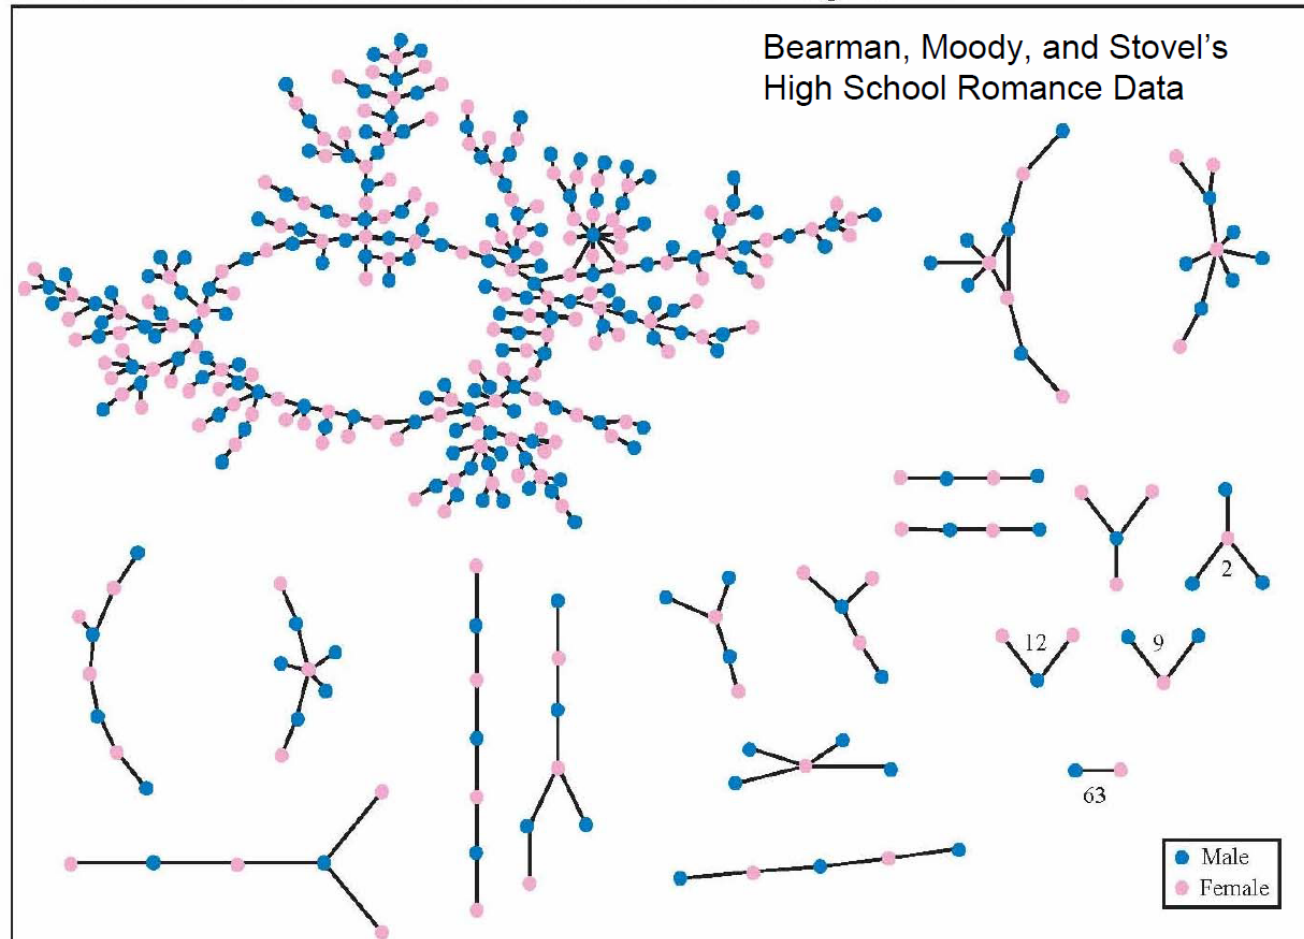 Bearman, Moody, and Stovel’s
High School Romance Data
2
12
9
63
Male
Female